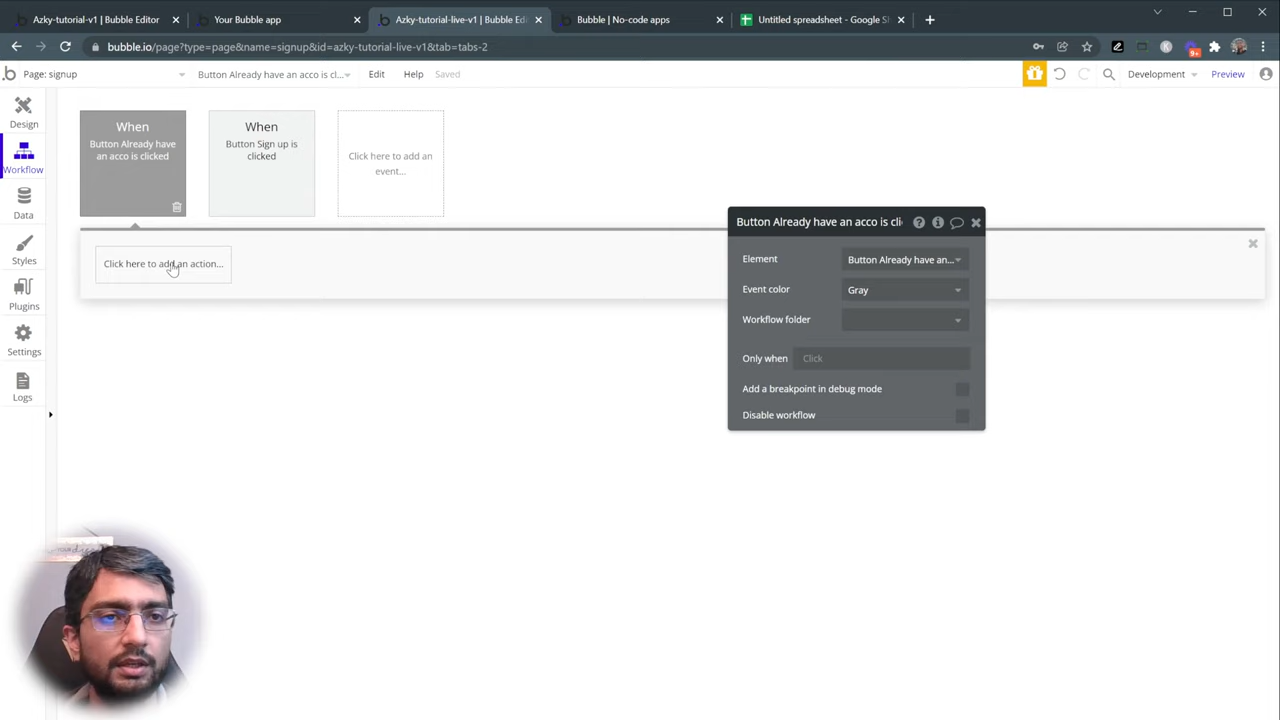 Azky-tutorial-v1 | Bubble Editor
Your Bubble app
Azky-tutorial-live-v1 | Bubble Edi
Bubble | No-code apps
Untitled spreadsheet - Google Sh
bubble.io/page?type=page&name=signup&id=azky-tutorial-live-v1&tab=tabs-2
9+
Page: signup
Button Already have an acco is cl...
Edit
Help
Saved
Development
Preview
Design
Workflow
Data
Styles
Plugins
Settings
Logs
When
Button Already have
an acco is clicked
When
Button Sign up is
clicked
Click here to add an
event...
Click here to add an action...
Button Already have an acco is cli
Element
Button Already have an...
Event color
Gray
Workflow folder
Only when
Click
Add a breakpoint in debug mode
Disable workflow